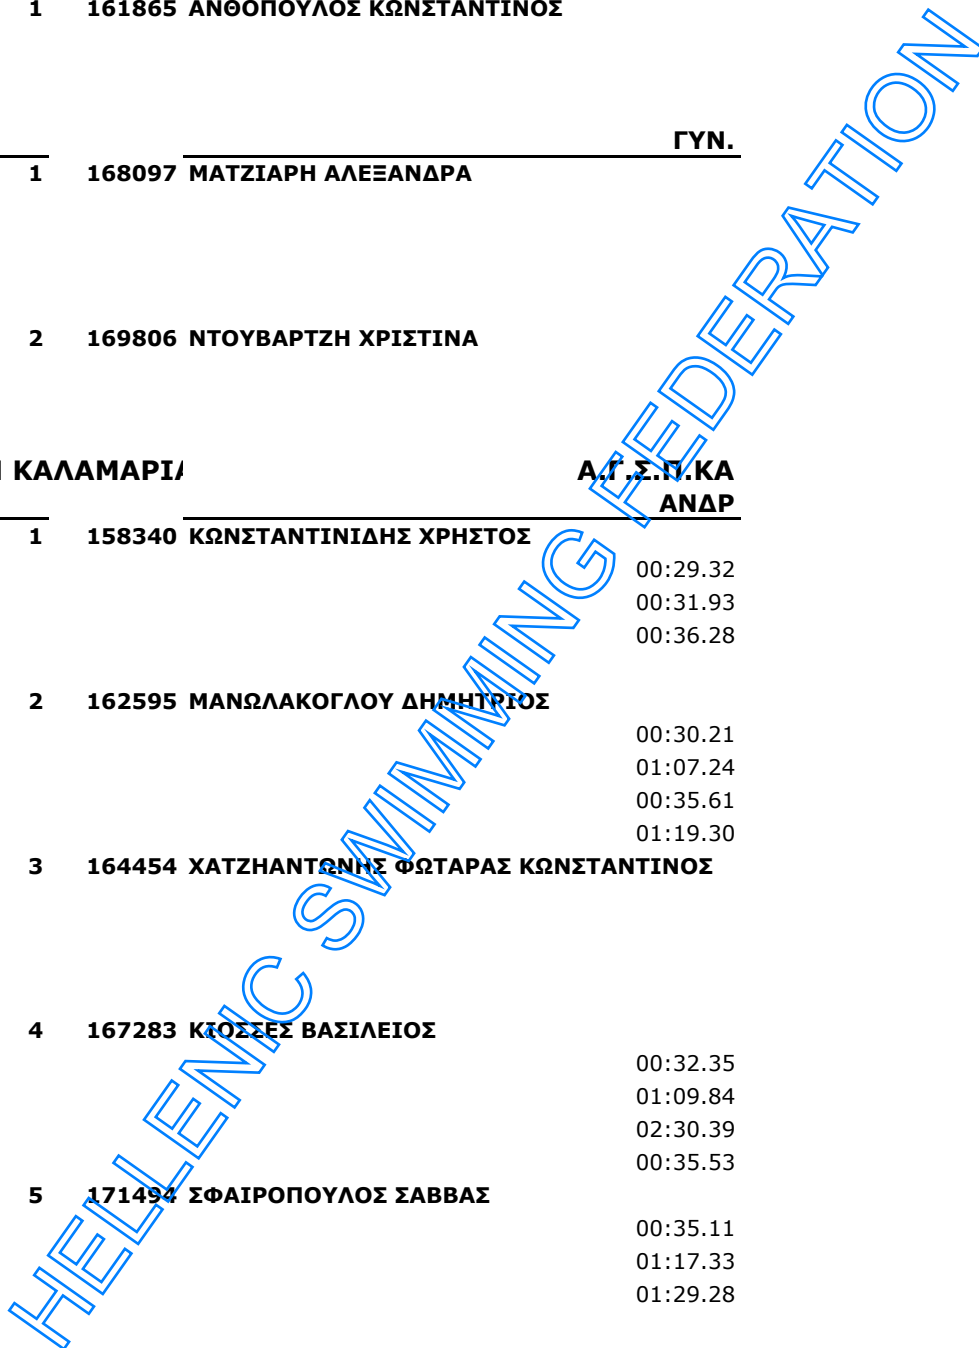 1 161865 ΑΝΘΟΠΟΥΛΟΣ ΚΩΝΣΤΑΝΤΙΝΟΣ
ΓΥΝ.
1 168097 ΜΑΤΖΙΑΡΗ ΑΛΕΞΑΝΔΡΑ
2 169806 ΝΤΟΥΒΑΡΤΖΗ ΧΡΙΣΤΙΝΑ
ΚΑΛΑΜΑΡΙΑ Α.Γ.Σ.Π.ΚΑ
ΑΝΔΡ
1 158340 ΚΩΝΣΤΑΝΤΙΝΙΔΗΣ ΧΡΗΣΤΟΣ
00:29.32
00:31.93
00:36.28
2 162595 ΜΑΝΩΛΑΚΟΓΛΟΥ ΔΗΜΗΤΡΙΟΣ
00:30.21
01:07.24
00:35.61
01:19.30
3 164454 ΧΑΤΖΗΑΝΤΩΝΗΣ ΦΩΤΑΡΑΣ ΚΩΝΣΤΑΝΤΙΝΟΣ
4 167283 ΚΙΟΣΣΕΣ ΒΑΣΙΛΕΙΟΣ
00:32.35
01:09.84
02:30.39
00:35.53
5 171494 ΣΦΑΙΡΟΠΟΥΛΟΣ ΣΑΒΒΑΣ
00:35.11
01:17.33
01:29.28
HELLENIC SWIMMING FEDERATION